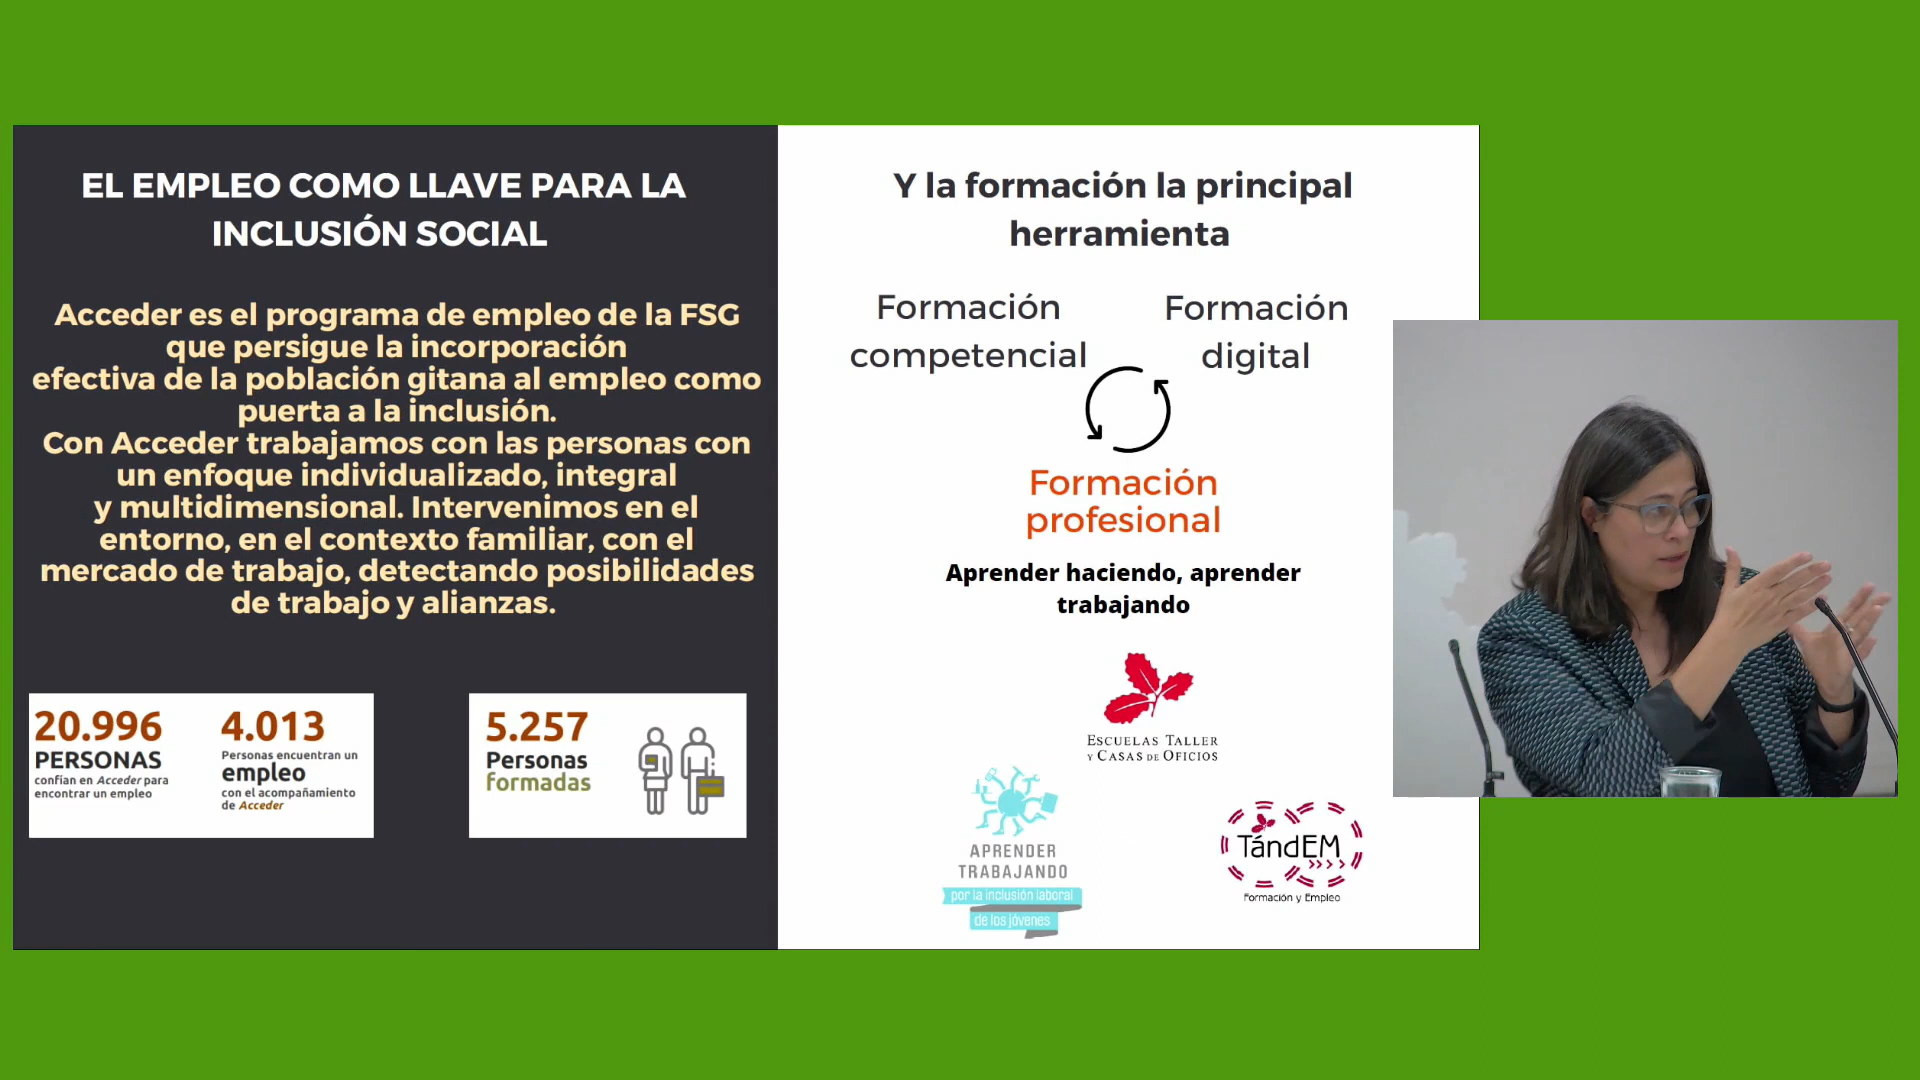 EL EMPLEO COMO LLAVE PARA LA
INCLUSIÓN SOCIAL
Acceder es el programa de empleo de la FSG
que persigue la incorporación
efectiva de la población gitana al empleo como
puerta a la inclusión.
Con Acceder trabajamos con las personas con
un enfoque individualizado, integral
y multidimensional. Intervenimos en el
entorno, en el contexto familiar, con el
mercado de trabajo, detectando posibilidades
de trabajo y alianzas.
20.996
PERSONAS
confían en Acceder para
encontrar un empleo
4.013
Personas encuentran un
empleo
con el acompañamiento
de Acceder
5.257
Personas
formadas
Y la formación la principal
herramienta
Formación
competencial
Formación
digital
Formación
profesional
Aprender haciendo, aprender
trabajando
ESCUELAS TALLER
Y CASAS DE OFICIOS
APRENDER
TRABAJANDO
por la inclusión laboral
de los jóvenes
TándEM
Formación y Empleo